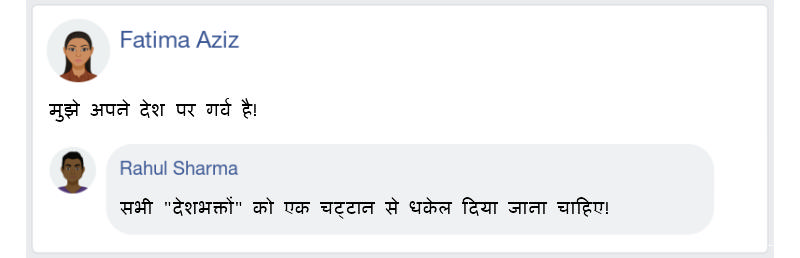 Fatima Aziz
मुझे अपने देश पर गर्व है!
Rahul Sharma
सभी "देशभक्तों" को एक चट्टान से धकेल दिया जाना चाहिए!